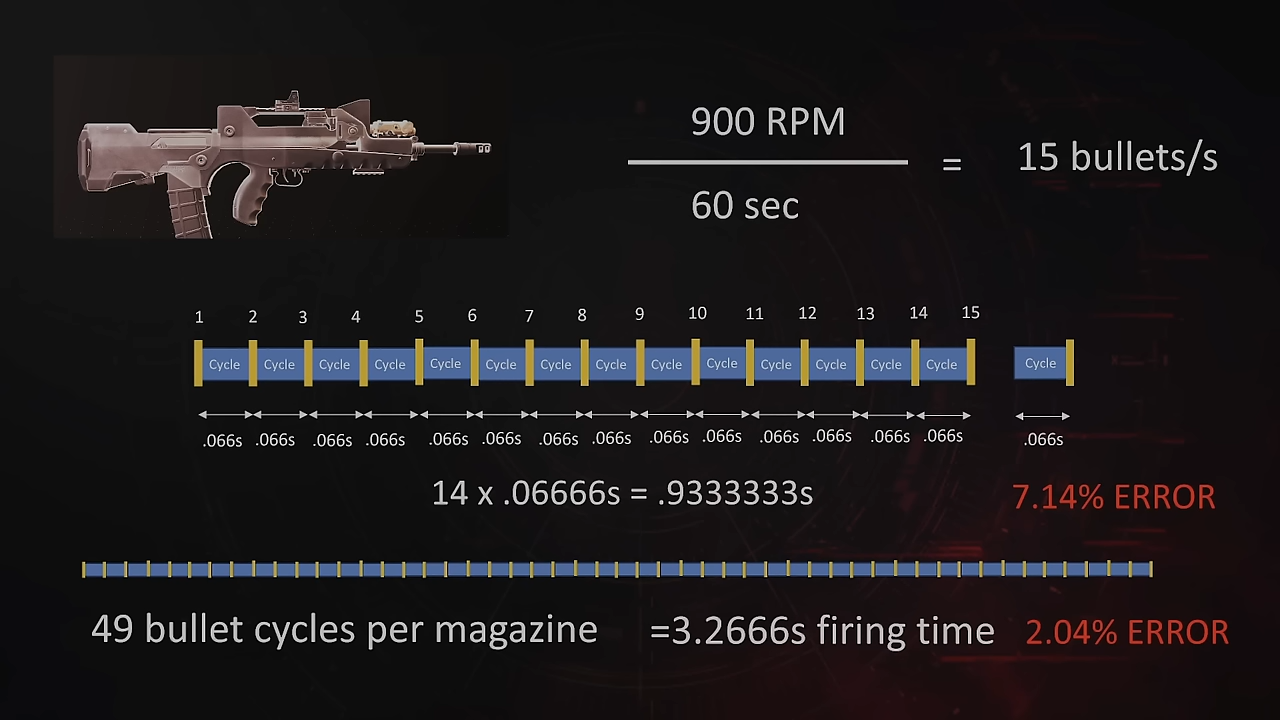 900 RPM
60 sec
=
15 bullets/s
1 2 3 4 5 6 7 8 9 10 11 12 13 14 15
Cycle Cycle Cycle Cycle Cycle Cycle Cycle Cycle Cycle Cycle Cycle Cycle Cycle Cycle Cycle
.066s .066s .066s .066s .066s .066s .066s .066s .066s .066s .066s .066s .066s .066s .066s
14 x .06666s = .9333333s
7.14% ERROR
49 bullet cycles per magazine =3.2666s firing time 2.04% ERROR